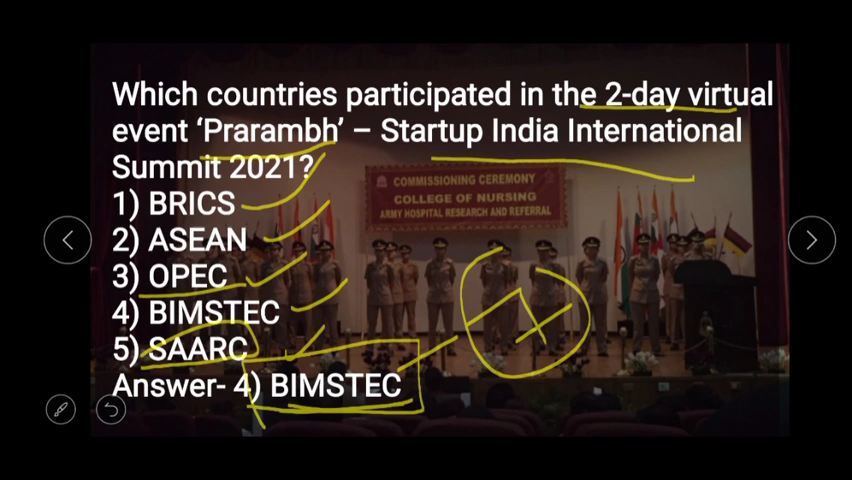 Which countries participated in the 2-day virtual
event ‘Prarambh’ – Startup India International
Summit 2021?
1) BRICS
2) ASEAN
3) OPEC
4) BIMSTEC
5) SAARC
Answer- 4) BIMSTEC
COMMISSIONING CEREMONY
COLLEGE OF NURSING
ARMY HOSPITAL RESEARCH AND REFERRAL